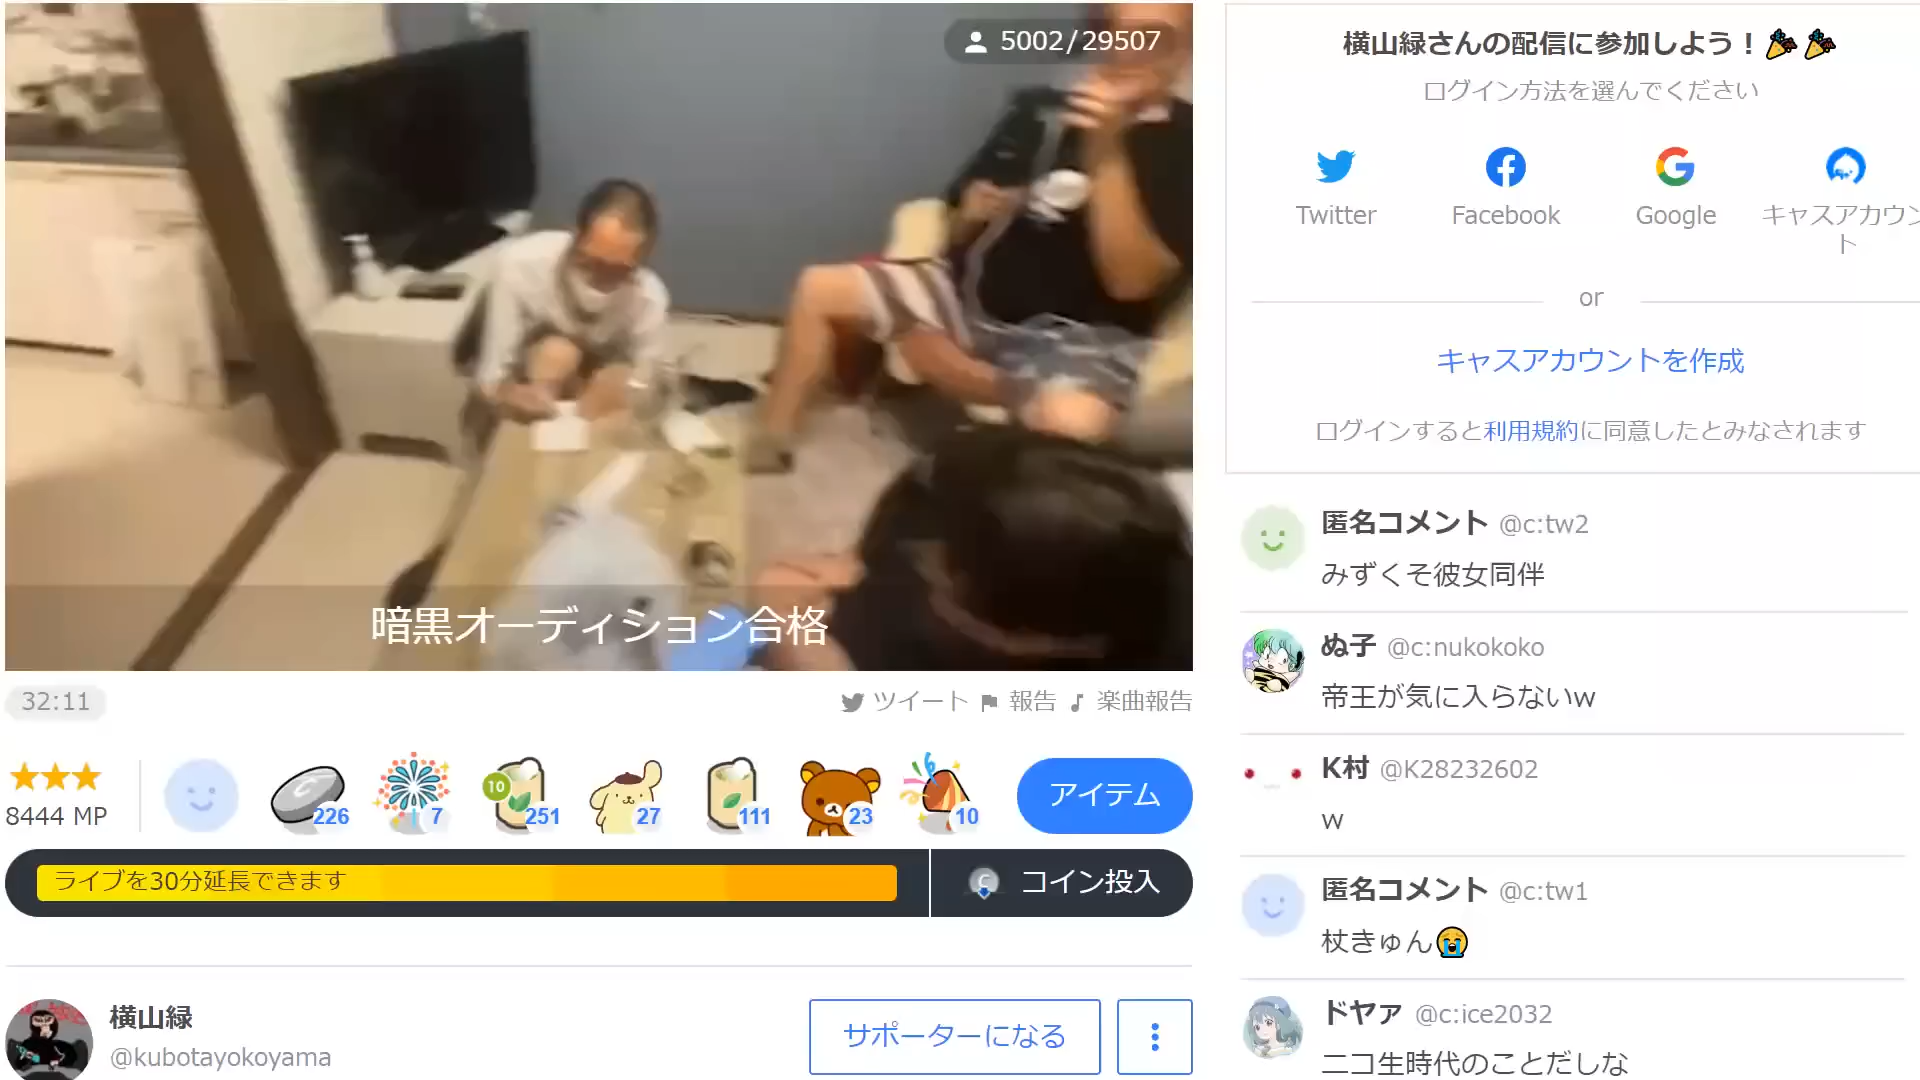 5002/29507
暗黒オーディション合格
32:11
ツイート 報告 楽曲報告
8444 MP
226
7
10
251
27
111
23
6
10
アイテム
ライブを30分延長できます
コイン投入
横山緑
@kubotayokoyama
サポーターになる
横山緑さんの配信に参加しよう！
ログイン方法を選んでください
Twitter
Facebook
Google
キャスアカウン
ト
or
キャスアカウントを作成
ログインすると利用規約に同意したとみなされます
匿名コメント @c:tw2
みずくそ彼女同伴
ぬ子 @c:nukokoko
帝王が気に入らないw
K村 @K28232602
w
匿名コメント @c:tw1
杖きゅん😭
ドヤァ @c:ice2032
ニコ生時代のことだしな